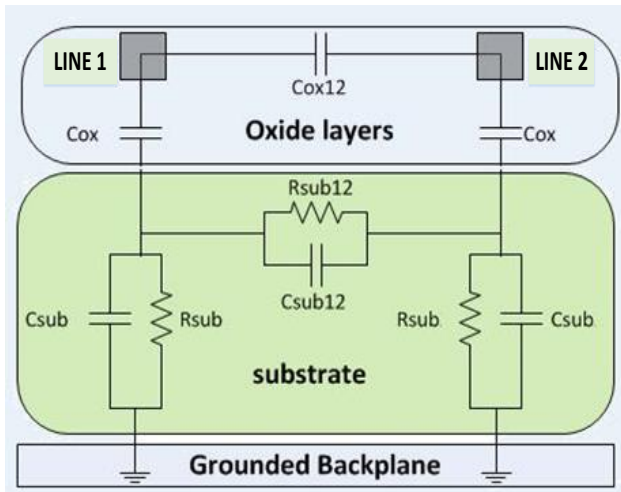 LINE 1
LINE 2
Cox12
Cox
Oxide layers
Cox
Rsub12
Csub12
Csub
Rsub
Rsub
Csub
substrate
Grounded Backplane